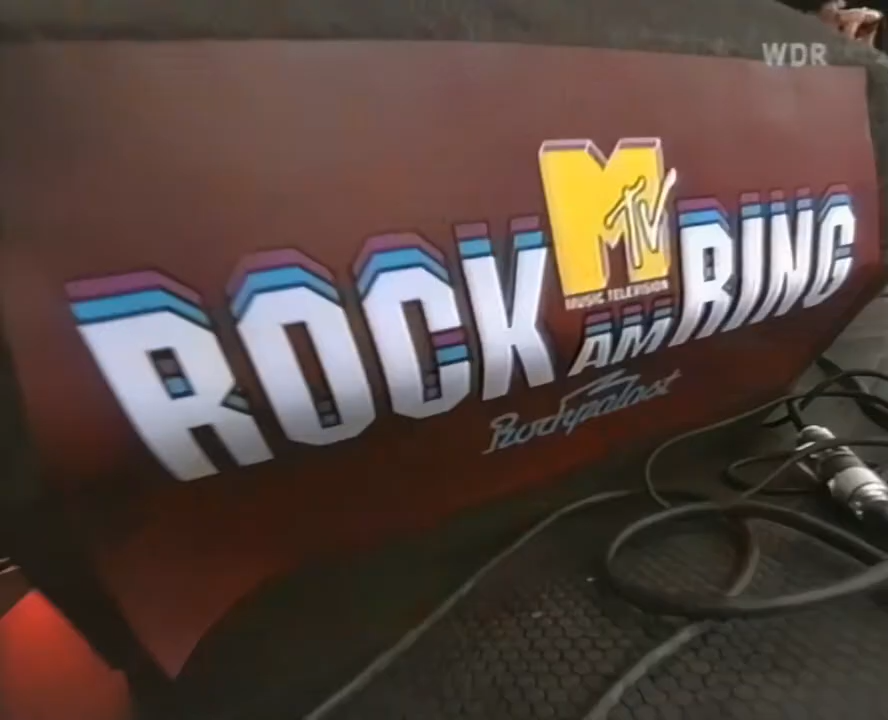 WDR
MTV
MUSIC TELEVISION
ROCK AM RING
Rockpalast